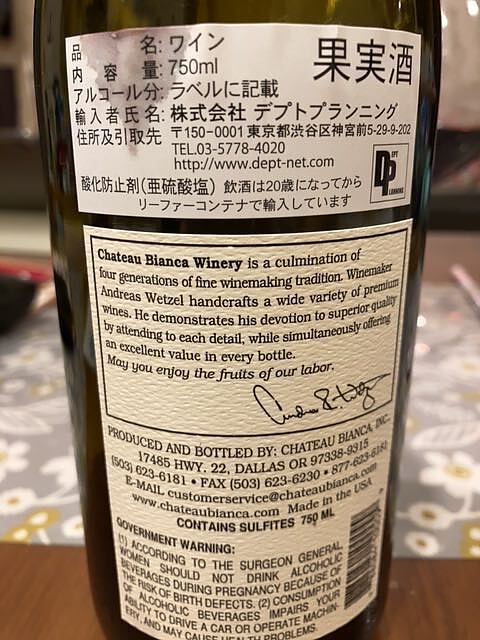 品名: ワイン
果実酒
内容量: 750ml
アルコール分: ラベルに記載
輸入者氏名: 株式会社 デプトプランニング
住所及引取先 〒150-0001 東京都渋谷区神宮前5-29-9-202
TEL.03-5778-4020
http://www.dept-net.com
DEPT
PLANNING
酸化防止剤(亜硫酸塩) 飲酒は20歳になってから
リーファーコンテナで輸入しています
Chateau Bianca Winery is a culmination of
four generations of fine winemaking tradition. Winemaker
Andreas Wetzel handcrafts a wide variety of premium
wines. He demonstrates his devotion to superior quality
by attending to each detail, while simultaneously offering
an excellent value in every bottle.
May you enjoy the fruits of our labor.
PRODUCED AND BOTTLED BY: CHATEAU BIANCA, INC.
17485 HWY. 22, DALLAS OR 97338-9315
(503) 623-6181 • FAX (503) 623-6230 • 877-623-6181
E-MAIL customerservice@chateaubianca.com
www.chateaubianca.com Made in the USA
CONTAINS SULFITES 750 ML
GOVERNMENT WARNING:
(1) ACCORDING TO THE SURGEON GENERAL
WOMEN SHOULD NOT DRINK ALCOHOLIC
BEVERAGES DURING PREGNANCY BECAUSE OF
THE RISK OF BIRTH DEFECTS. (2) CONSUMPTION
OF ALCOHOLIC BEVERAGES IMPAIRS YOUR
ABILITY TO DRIVE A CAR OR OPERATE MACHIN-
ERY, AND MAY CAUSE HEALTH PROBLEMS.